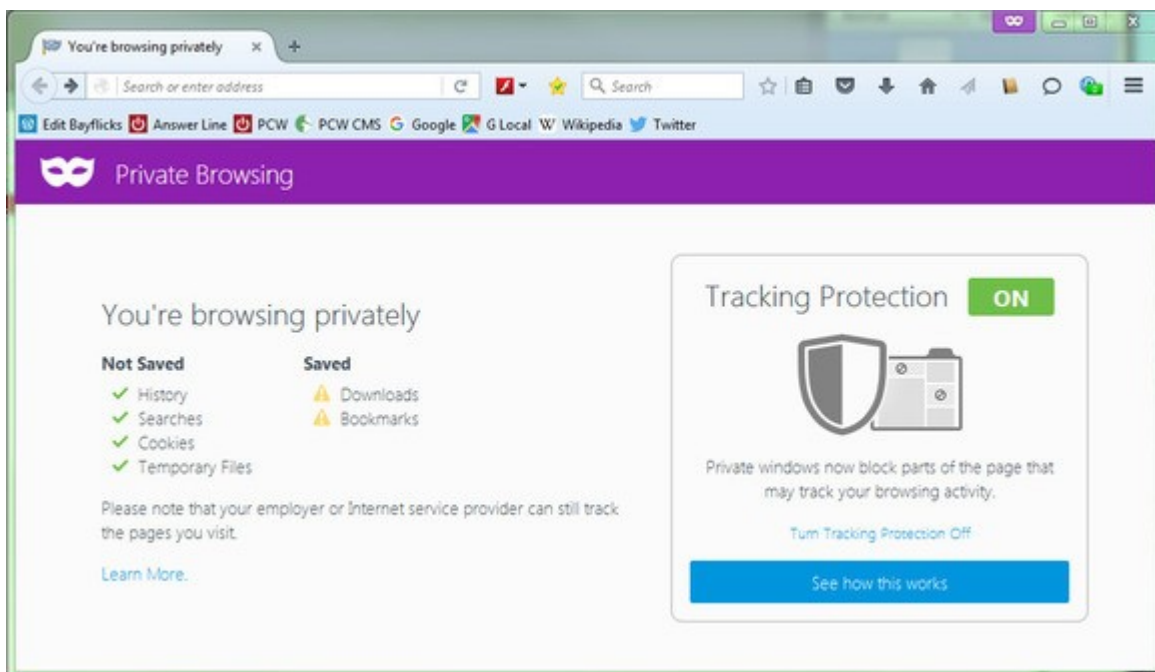 You're browsing privately
Search or enter address
Search
Edit Bayflicks Answer Line PCW PCW CMS Google G Local Wikipedia Twitter
Private Browsing
You're browsing privately
Not Saved
History
Searches
Cookies
Temporary Files
Saved
Downloads
Bookmarks
Please note that your employer or Internet service provider can still track
the pages you visit.
Learn More.
Tracking Protection ON
Private windows now block parts of the page that
may track your browsing activity.
Turn Tracking Protection Off
See how this works